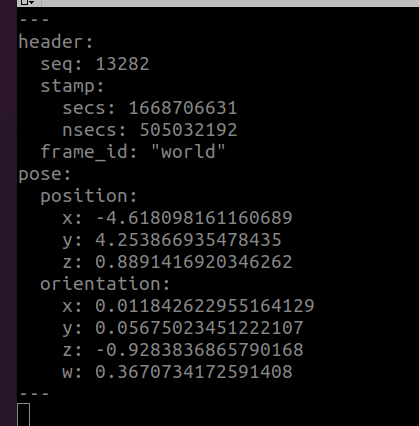 ---
header:
  seq: 13282
  stamp:
    secs: 1668706631
    nsecs: 505032192
  frame_id: "world"
pose:
  position:
    x: -4.618098161160689
    y: 4.253866935478435
    z: 0.8891416920346262
  orientation:
    x: 0.011842622955164129
    y: 0.05675023451222107
    z: -0.9283836865790168
    w: 0.3670734172591408
---